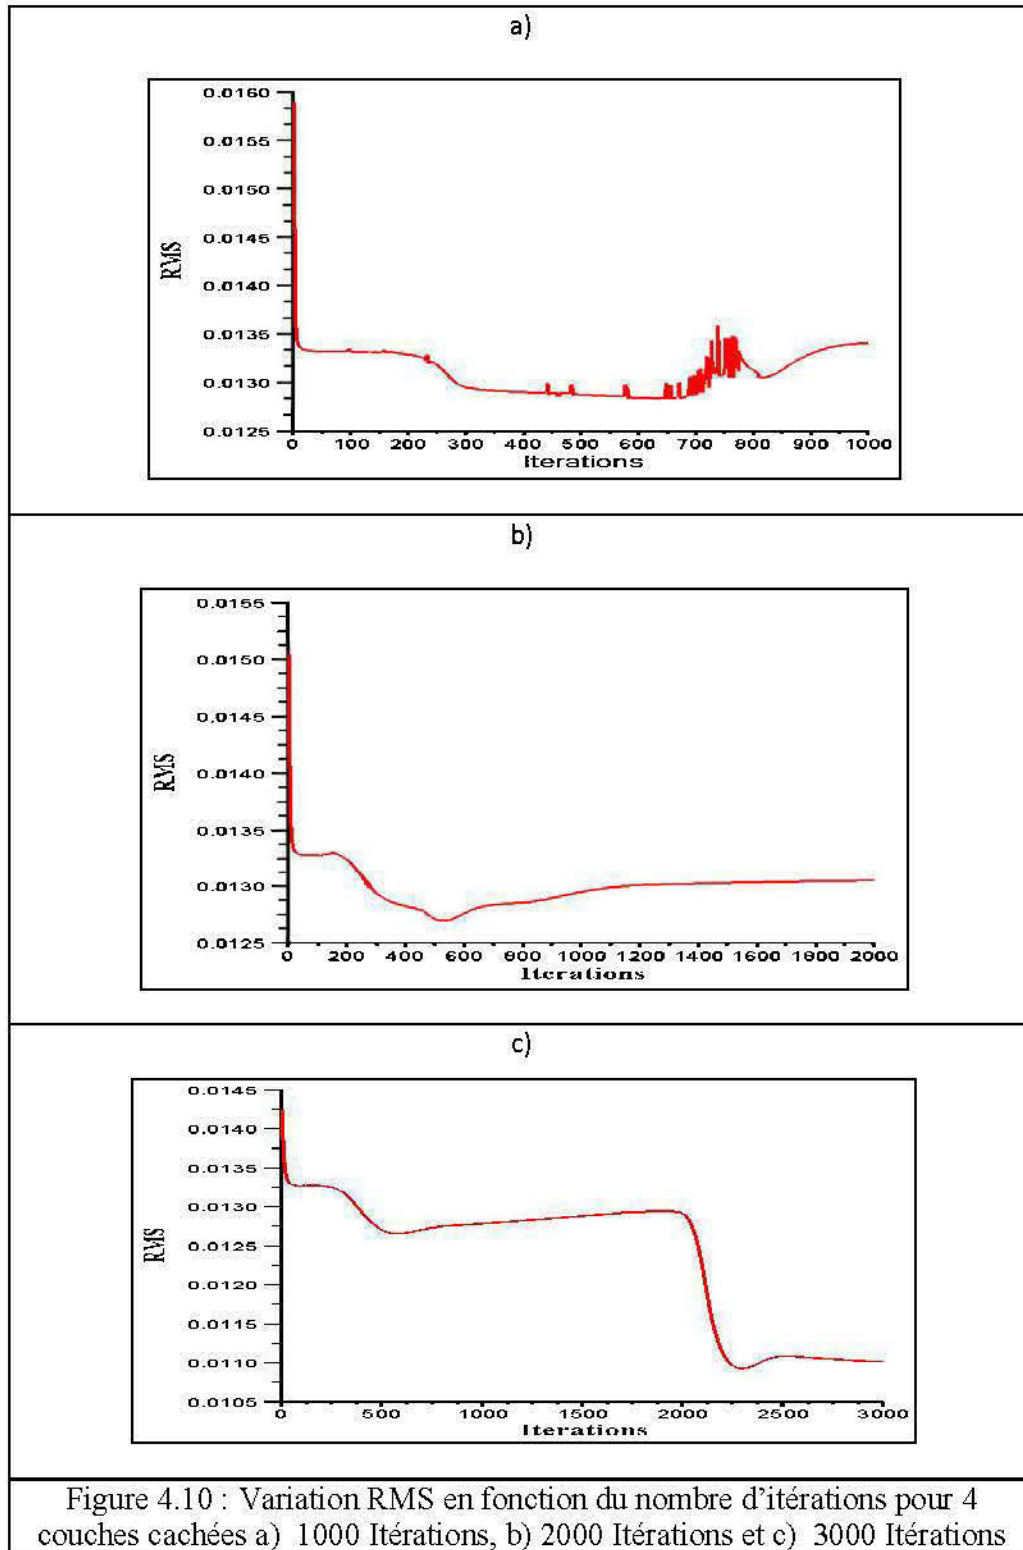 a)
0.0160
0.0155
0.0150
0.0145
0.0140
0.0135
0.0130
0.0125
RMS
0 100 200 300 400 500 600 700 800 900 1000
Iterations
b)
0.0155
0.0150
0.0145
0.0140
0.0135
0.0130
0.0125
RMS
0 200 400 600 800 1000 1200 1400 1600 1800 2000
Iterations
c)
0.0145
0.0140
0.0135
0.0130
0.0125
0.0120
0.0115
0.0110
0.0105
RMS
0 500 1000 1500 2000 2500 3000
Iterations
Figure 4.10 : Variation RMS en fonction du nombre d'itérations pour 4
couches cachées a) 1000 Itérations, b) 2000 Itérations et c) 3000 Itérations